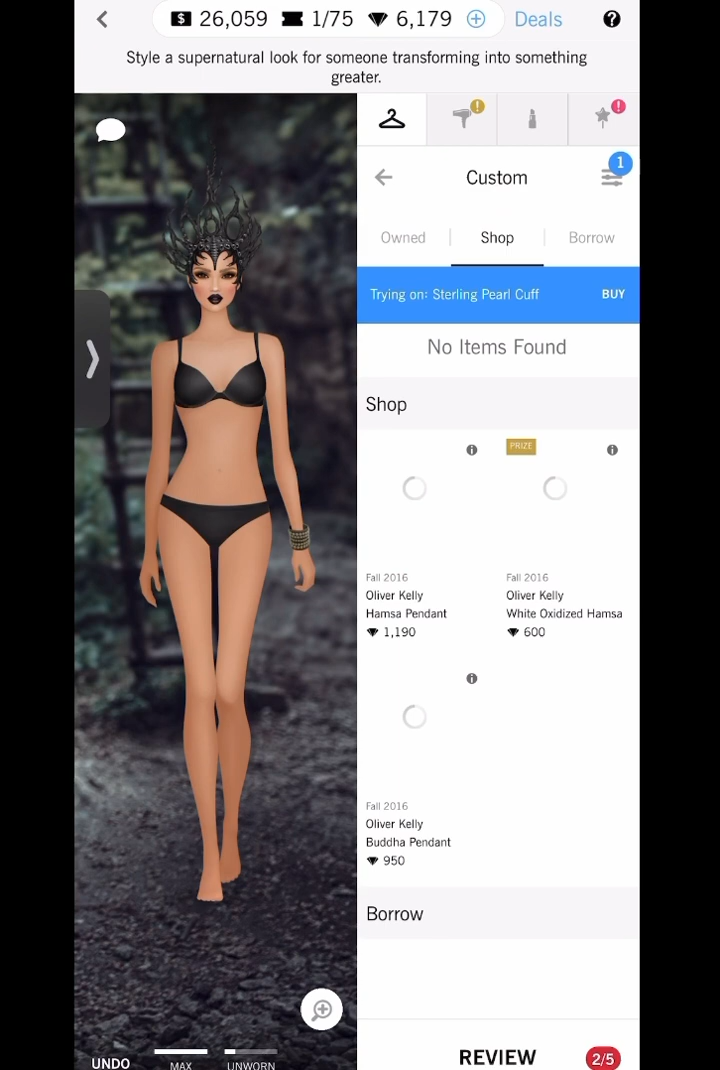 $ 26,059 1/75 6,179 + Deals ?
Style a supernatural look for someone transforming into something
greater.
!
!
Custom
1
Owned
Shop
Borrow
Trying on: Sterling Pearl Cuff
BUY
No Items Found
Shop
i
PRIZE
i
Fall 2016
Oliver Kelly
Hamsa Pendant
1,190
Fall 2016
Oliver Kelly
White Oxidized Hamsa
600
i
Fall 2016
Oliver Kelly
Buddha Pendant
950
Borrow
UNDO
MAX
UNWORN
REVIEW
2/5